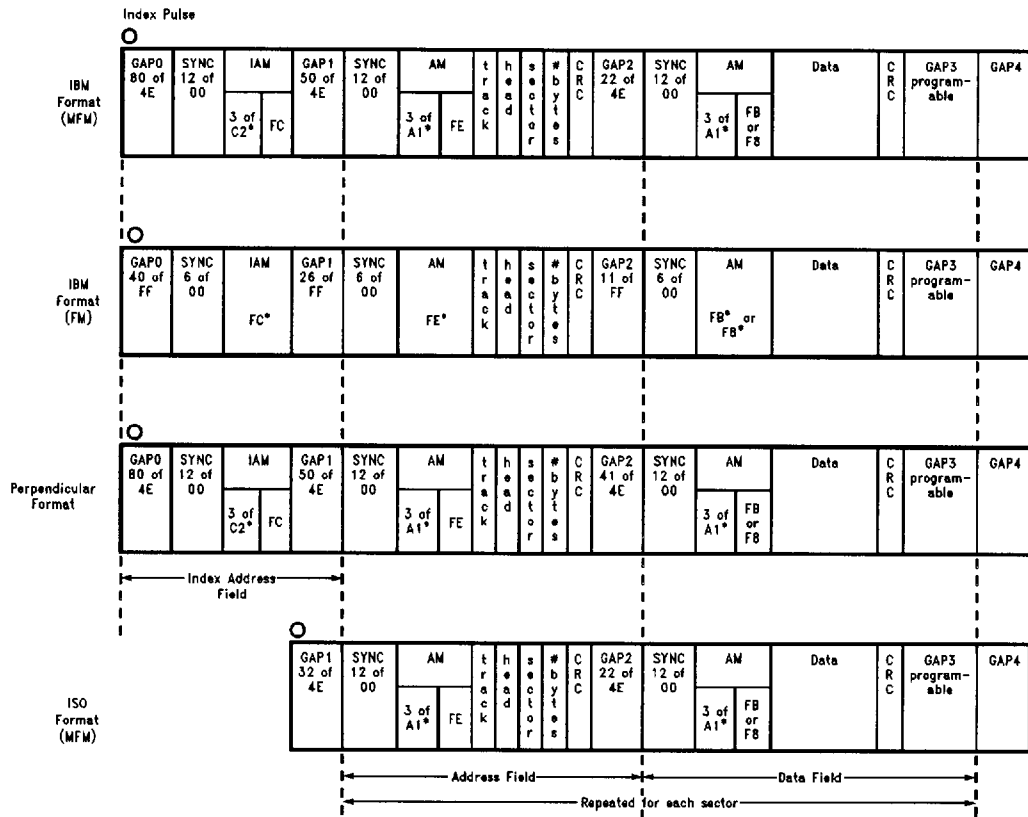 Index Pulse
IBM
Format
(MFM)
GAP0
80 of
4E
SYNC
12 of
00
IAM
3 of
C2*
FC
GAP1
50 of
4E
SYNC
12 of
00
AM
3 of
A1*
FE
track
head
sector
#bytes
CRC
GAP2
22 of
4E
SYNC
12 of
00
AM
3 of
A1*
FB
or
F8
Data
CRC
GAP3
programable
GAP4
IBM
Format
(FM)
GAP0
40 of
FF
SYNC
6 of
00
IAM
FC*
GAP1
26 of
FF
SYNC
6 of
00
AM
FE*
track
head
sector
#bytes
CRC
GAP2
11 of
FF
SYNC
6 of
00
AM
FB* or
F8*
Data
CRC
GAP3
program-
able
GAP4
Perpendicular
Format
GAP0
80 of
4E
SYNC
12 of
00
IAM
3 of
C2*
FC
GAP1
50 of
4E
SYNC
12 of
00
AM
3 of
A1*
FE
track
head
sector
#bytes
CRC
GAP2
41 of
4E
SYNC
12 of
00
AM
3 of
A1*
FB
or
F8
Data
CRC
GAP3
program-
able
GAP4
Index Address
Field
ISO
Format
(MFM)
GAP1
32 of
4E
SYNC
12 of
00
AM
3 of
A1*
FE
track
head
sector
#bytes
CRC
GAP2
22 of
4E
SYNC
12 of
00
AM
3 of
A1*
FB
or
F8
Data
CRC
GAP3
program-
able
GAP4
Address Field
Data Field
Repeated for each sector